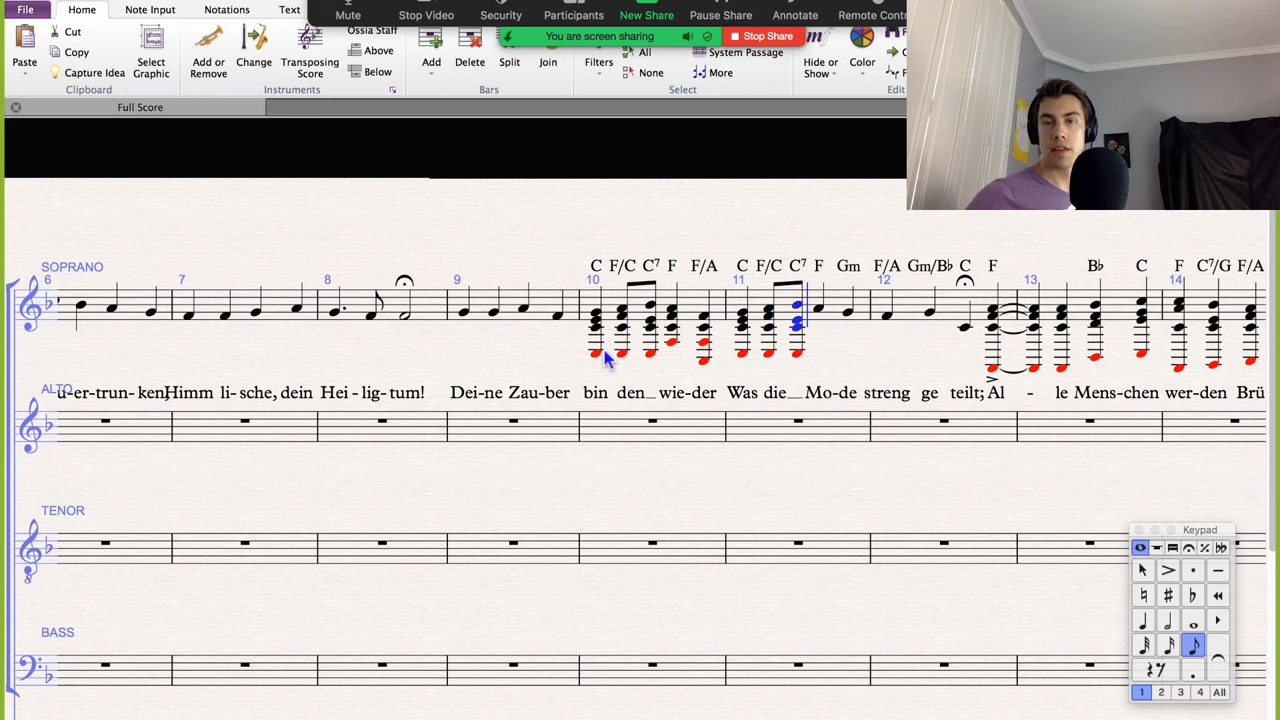 File Home Note Input Notations Text
Mute Stop Video Security Participants New Share Pause Share Annotate Remote Contr
You are screen sharing Stop Share
Paste Cut Copy Capture Idea Select Graphic Clipboard
Add or Remove Change Transposing Score Ossia Staff Above Below Instruments
Add Delete Split Join Bars
Filters All None System Passage More Select
Hide or Show Color Edit
Full Score
SOPRANO C F/C C7 F F/A C F/C C7 F Gm F/A Gm/Bb C F Bb C F C7/G F/A
6 7 8 9 10 11 12 13 14
u-er-trun-ken, Himm li-sche, dein Hei-lig-tum! Dei-ne Zau-ber bin den_ wie-der Was die_ Mo-de streng ge teilt; Al - le Mens-chen wer-den Brü
ALTO
TENOR
8
BASS
Keypad
1 2 3 4 All